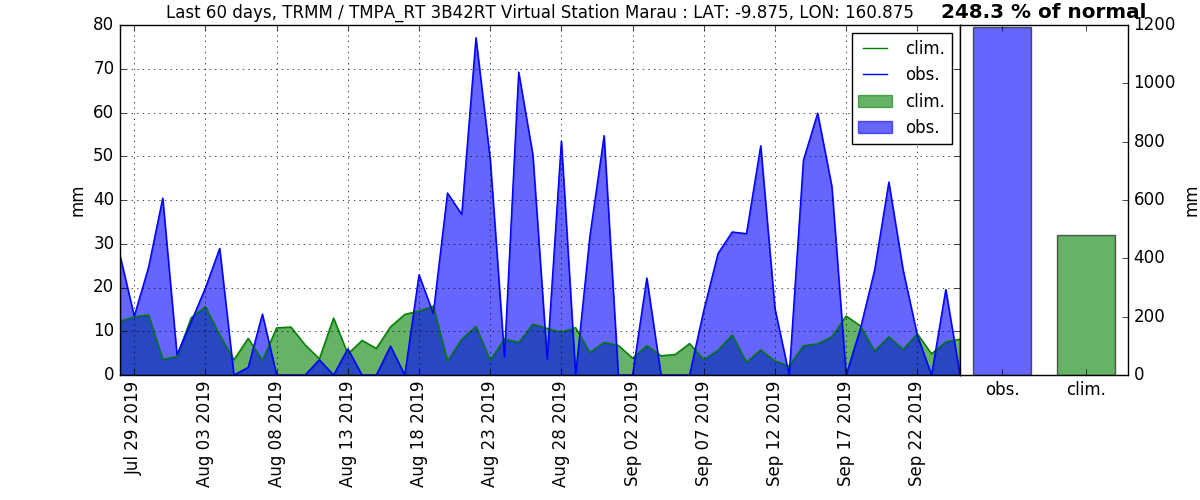 Last 60 days, TRMM / TMPA_RT 3B42RT Virtual Station Marau : LAT: -9.875, LON: 160.875
248.3 % of normal
80
70
60
50
40
30
20
10
0
mm
clim.
obs.
clim.
obs.
1200
1000
800
600
400
200
0
mm
obs.
clim.
Jul 29 2019
Aug 03 2019
Aug 08 2019
Aug 13 2019
Aug 18 2019
Aug 23 2019
Aug 28 2019
Sep 02 2019
Sep 07 2019
Sep 12 2019
Sep 17 2019
Sep 22 2019